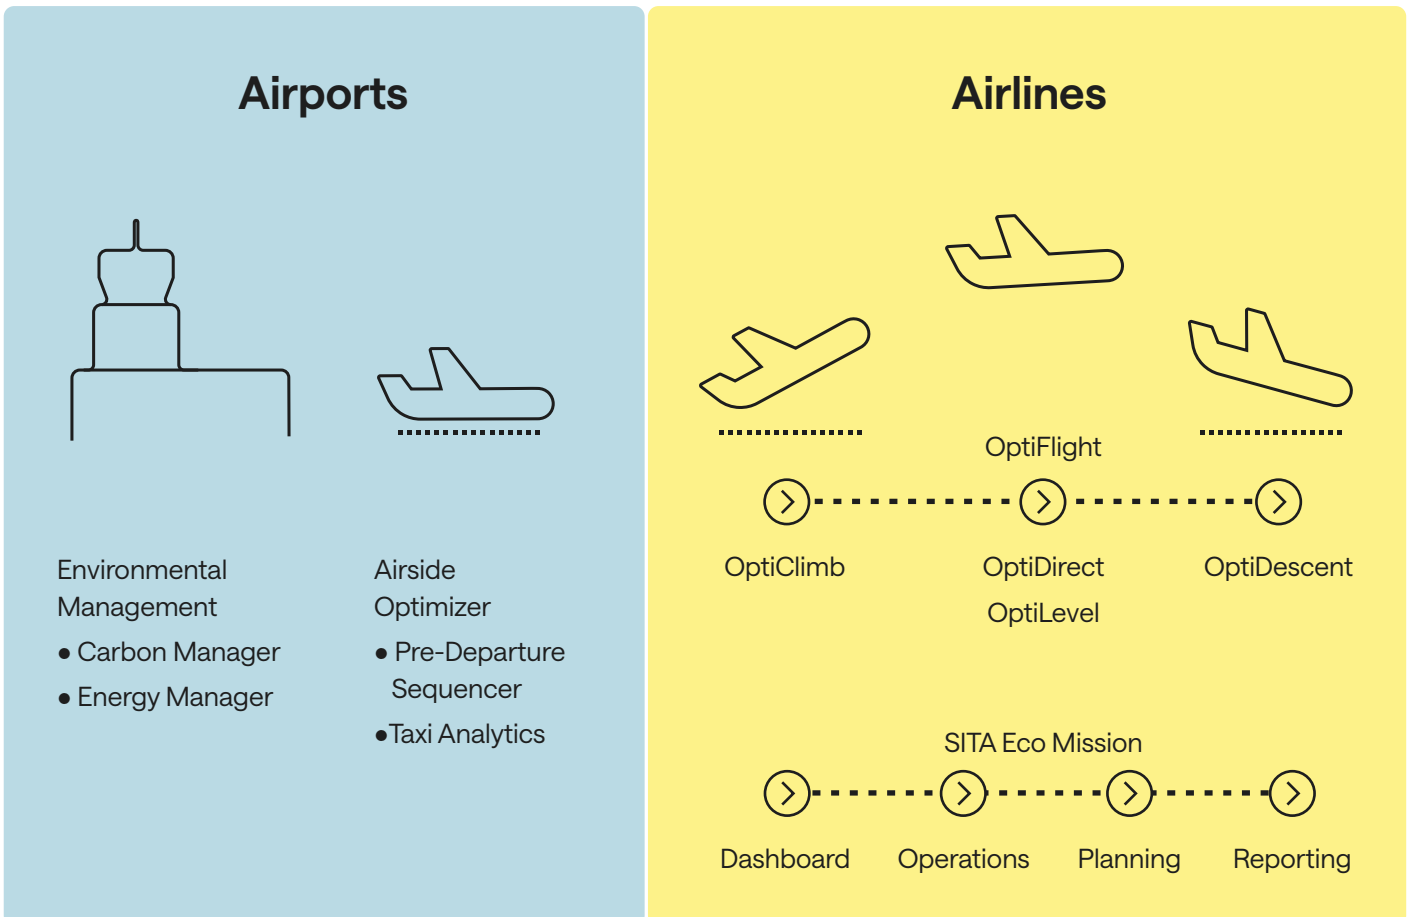 Airports
Environmental
Management
● Carbon Manager
● Energy Manager
Airside
Optimizer
● Pre-Departure
Sequencer
●Taxi Analytics
Airlines
OptiFlight
OptiClimb
OptiDirect
OptiLevel
OptiDescent
SITA Eco Mission
Dashboard
Operations
Planning
Reporting